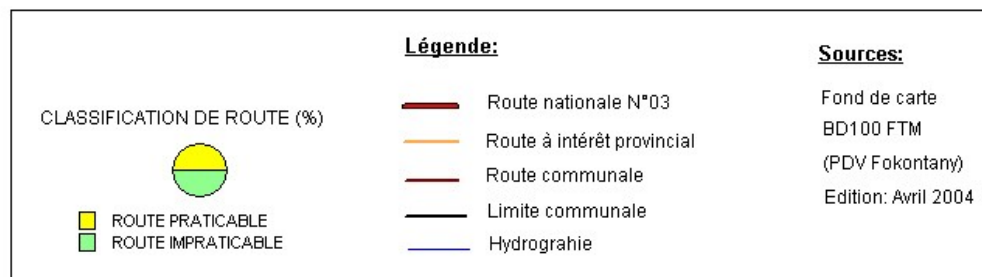 CLASSIFICATION DE ROUTE (%)
ROUTE PRATICABLE
ROUTE IMPRATICABLE
Légende:
Route nationale N°03
Route à intérêt provincial
Route communale
Limite communale
Hydrograhie
Sources:
Fond de carte
BD100 FTM
(PDV Fokontany)
Edition: Avril 2004